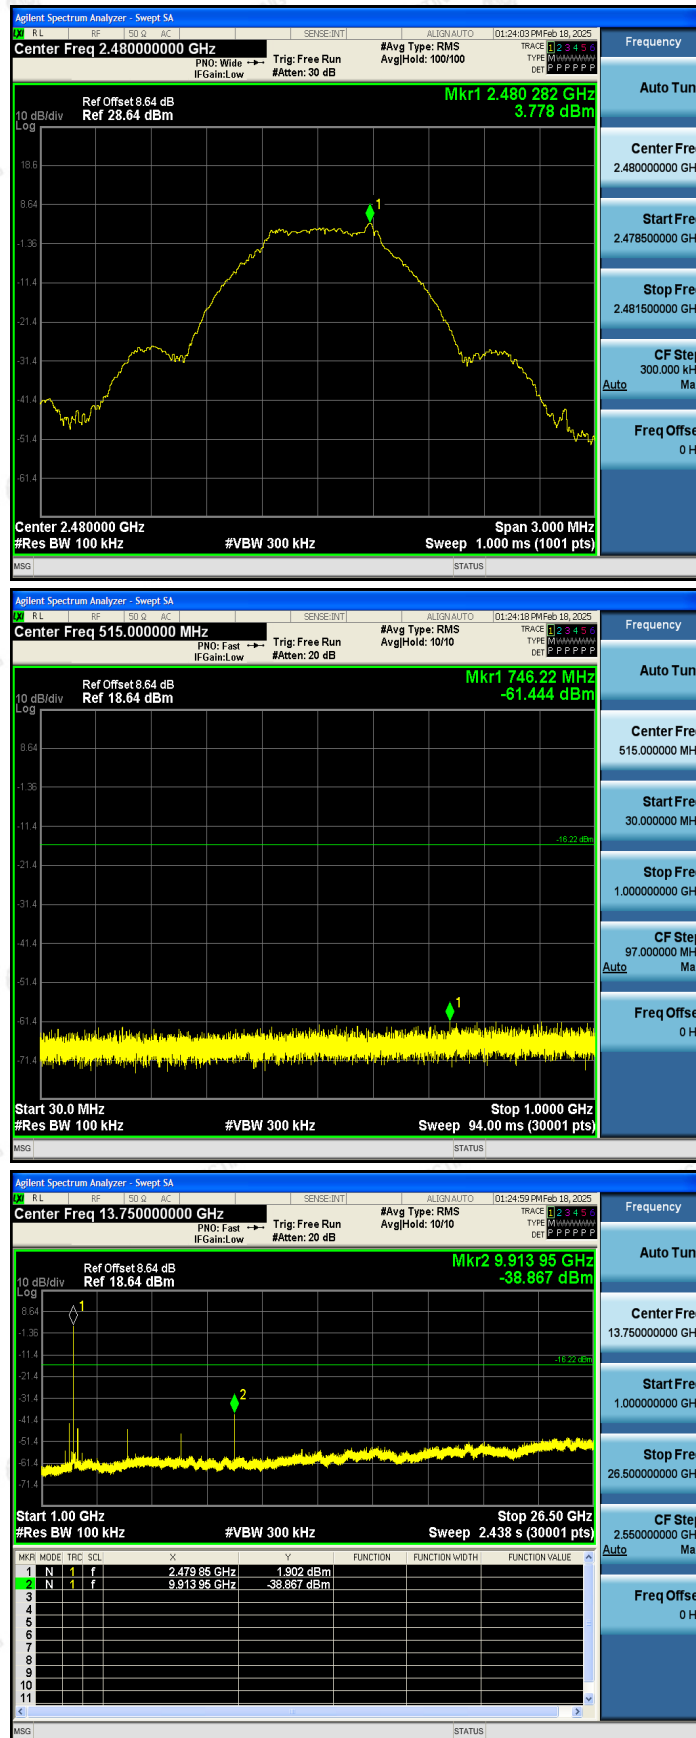 Agilent Spectrum Analyzer - Swept SA
LXI RL RF 50 Ω AC SENSE:INT ALIGNAUTO 01:24:03 PM Feb 18, 2025
Center Freq 2.480000000 GHz
PNO: Wide
IFGain:Low
Trig: Free Run
#Atten: 30 dB
#Avg Type: RMS
Avg|Hold: 100/100
TRACE 1 2 3 4 5 6
TYPE M
DET P P P P P P
Frequency
Ref Offset 8.64 dB
Ref 28.64 dBm
10 dB/div
Log
Mkr1 2.480 282 GHz
3.778 dBm
Auto Tun
18.6
8.64
-1.36
-11.4
-21.4
-31.4
-41.4
-51.4
-61.4
1
Center Fre
2.480000000 GH
Start Fre
2.478500000 GH
Stop Fre
2.481500000 GH
CF Ste
300.000 kH
Auto Ma
Freq Offse
0 H
Center 2.480000 GHz Span 3.000 MHz
#Res BW 100 kHz #VBW 300 kHz Sweep 1.000 ms (1001 pts)
MSG STATUS
Agilent Spectrum Analyzer - Swept SA
LXI RL RF 50 Ω AC SENSE:INT ALIGNAUTO 01:24:18 PM Feb 18, 2025
Center Freq 515.000000 MHz
PNO: Fast
IFGain:Low
Trig: Free Run
#Atten: 20 dB
#Avg Type: RMS
Avg|Hold: 10/10
TRACE 1 2 3 4 5 6
TYPE M
DET P P P P P P
Frequency
Ref Offset 8.64 dB
Ref 18.64 dBm
10 dB/div
Log
Mkr1 746.22 MHz
-61.444 dBm
Auto Tun
8.64
-1.36
-11.4
-21.4
-31.4
-41.4
-51.4
-61.4
-71.4
-16.22 dBm
1
Center Fre
515.000000 MH
Start Fre
30.000000 MH
Stop Fre
1.000000000 GH
CF Ste
97.000000 MH
Auto Ma
Freq Offse
0 H
Start 30.0 MHz Stop 1.0000 GHz
#Res BW 100 kHz #VBW 300 kHz Sweep 94.00 ms (30001 pts)
MSG STATUS
Agilent Spectrum Analyzer - Swept SA
LXI RL RF 50 Ω AC SENSE:INT ALIGNAUTO 01:24:59 PM Feb 18, 2025
Center Freq 13.750000000 GHz
PNO: Fast
IFGain:Low
Trig: Free Run
#Atten: 20 dB
#Avg Type: RMS
Avg|Hold: 10/10
TRACE 1 2 3 4 5 6
TYPE M
DET P P P P P P
Frequency
Ref Offset 8.64 dB
Ref 18.64 dBm
10 dB/div
Log
Mkr2 9.913 95 GHz
-38.867 dBm
Auto Tun
8.64
-1.36
-11.4
-21.4
-31.4
-41.4
-51.4
-61.4
-71.4
-16.22 dBm
1
2
Center Fre
13.750000000 GH
Start Fre
1.000000000 GH
Stop Fre
26.500000000 GH
CF Ste
2.550000000 GH
Auto Ma
Freq Offse
0 H
Start 1.00 GHz Stop 26.50 GHz
#Res BW 100 kHz #VBW 300 kHz Sweep 2.438 s (30001 pts)
MKR MODE TRC SCL X Y FUNCTION FUNCTION WIDTH FUNCTION VALUE
1 N 1 f 2.479 85 GHz 1.902 dBm
2 N 1 f 9.913 95 GHz -38.867 dBm
3
4
5
6
7
8
9
10
11
MSG STATUS